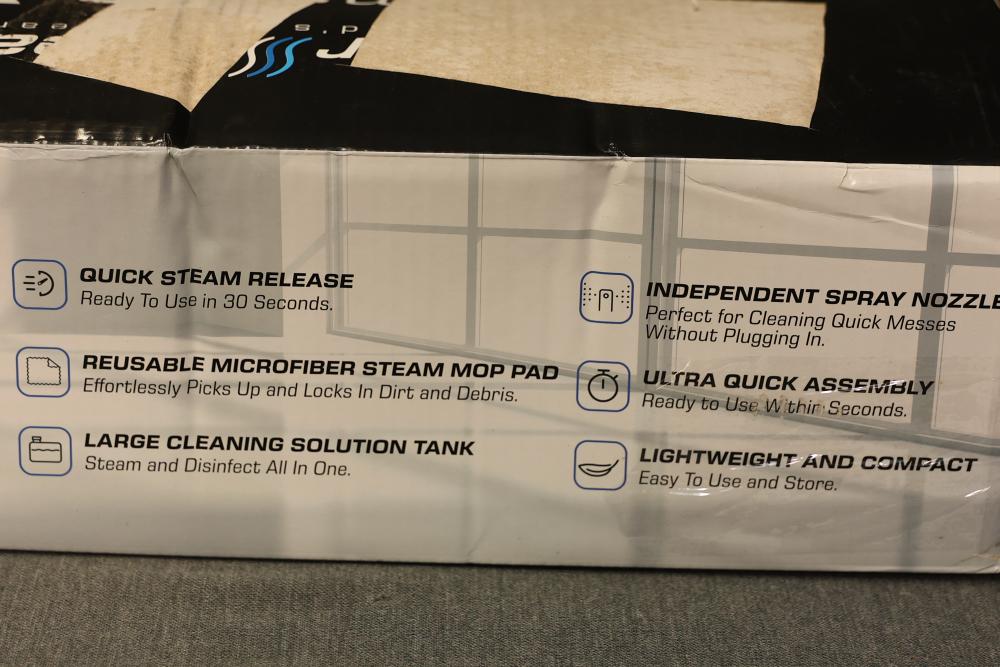 QUICK STEAM RELEASE
Ready To Use in 30 Seconds.
REUSABLE MICROFIBER STEAM MOP PAD
Effortlessly Picks Up and Locks In Dirt and Debris.
LARGE CLEANING SOLUTION TANK
Steam and Disinfect All In One.
INDEPENDENT SPRAY NOZZLE
Perfect for Cleaning Quick Messes
Without Plugging In.
ULTRA QUICK ASSEMBLY
Ready to Use Within Seconds.
LIGHTWEIGHT AND COMPACT
Easy To Use and Store.